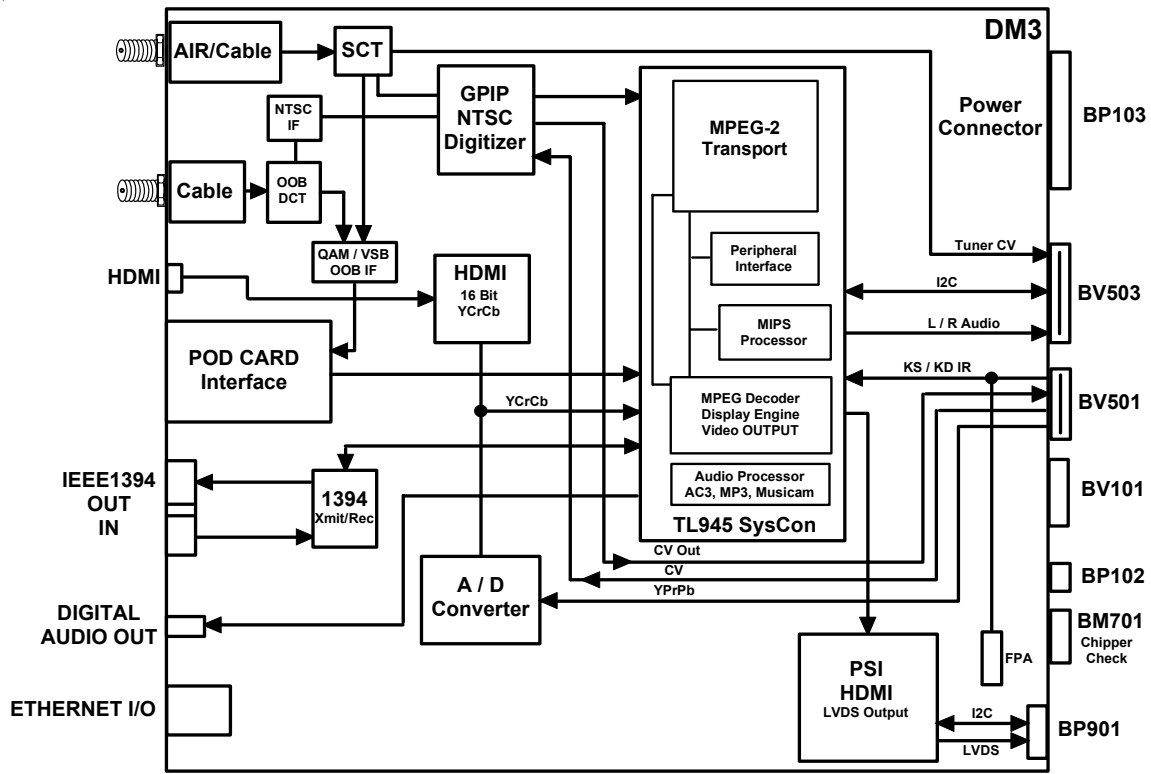 DM3
AIR/Cable
SCT
GPIP
NTSC
Digitizer
NTSC
IF
Cable
OOB
DCT
QAM / VSB
OOB IF
HDMI
HDMI
16 Bit
YCrCb
POD CARD
Interface
YCrCb
IEEE1394
OUT
IN
1394
Xmit/Rec
A / D
Converter
DIGITAL
AUDIO OUT
ETHERNET I/O
MPEG-2
Transport
Peripheral
Interface
MIPS
Processor
MPEG Decoder
Display Engine
Video OUTPUT
Audio Processor
AC3, MP3, Musicam
TL945 SysCon
CV Out
CV
YPrPb
PSI
HDMI
LVDS Output
Power
Connector
BP103
Tuner CV
I2C
L / R Audio
BV503
KS / KD IR
BV501
BV101
BP102
BM701
Chipper
Check
FPA
I2C
LVDS
BP901